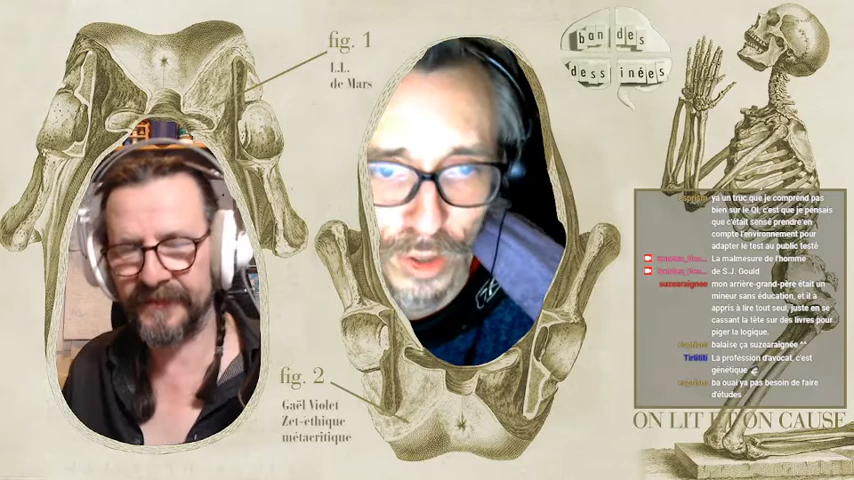 fig. 1
L.L.
de Mars
bandes
dess inées
ya un truc que je comprend pas
bien sur le QI, c'est que je pensais
que c'était sensé prendre en
compte l'environnement pour
adapter le test au public testé
La malmesure de l'homme
de S.J. Gould
suzearaignee mon arrière-grand-père était un
mineur sans éducation, et il a
appris à lire tout seul, juste en se
cassant la tête sur des livres pour
piger la logique.
balaise ça suzearaignée ^^
Tirlititi La profession d'avocat, c'est
génétique
ba ouai ya pas besoin de faire
d'études
fig. 2
Gaël Violet
Zet-éthique
métacritique
ON LIT ET ON CAUSE